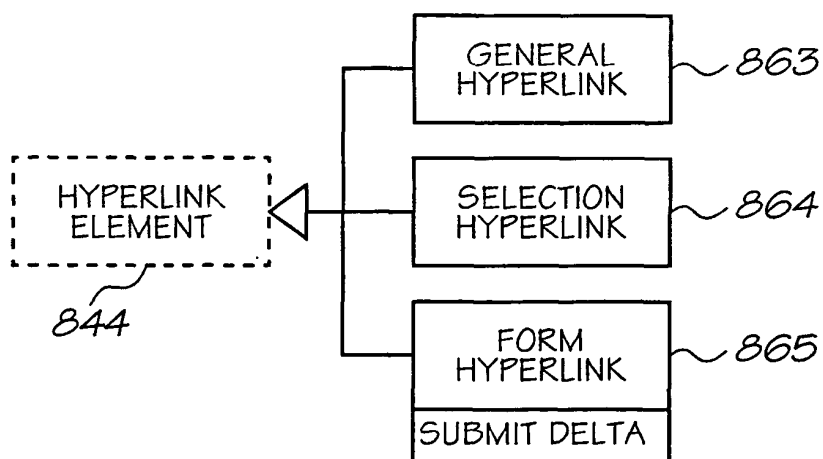 GENERAL
HYPERLINK
863
HYPERLINK
ELEMENT
844
SELECTION
HYPERLINK
864
FORM
HYPERLINK
865
SUBMIT DELTA